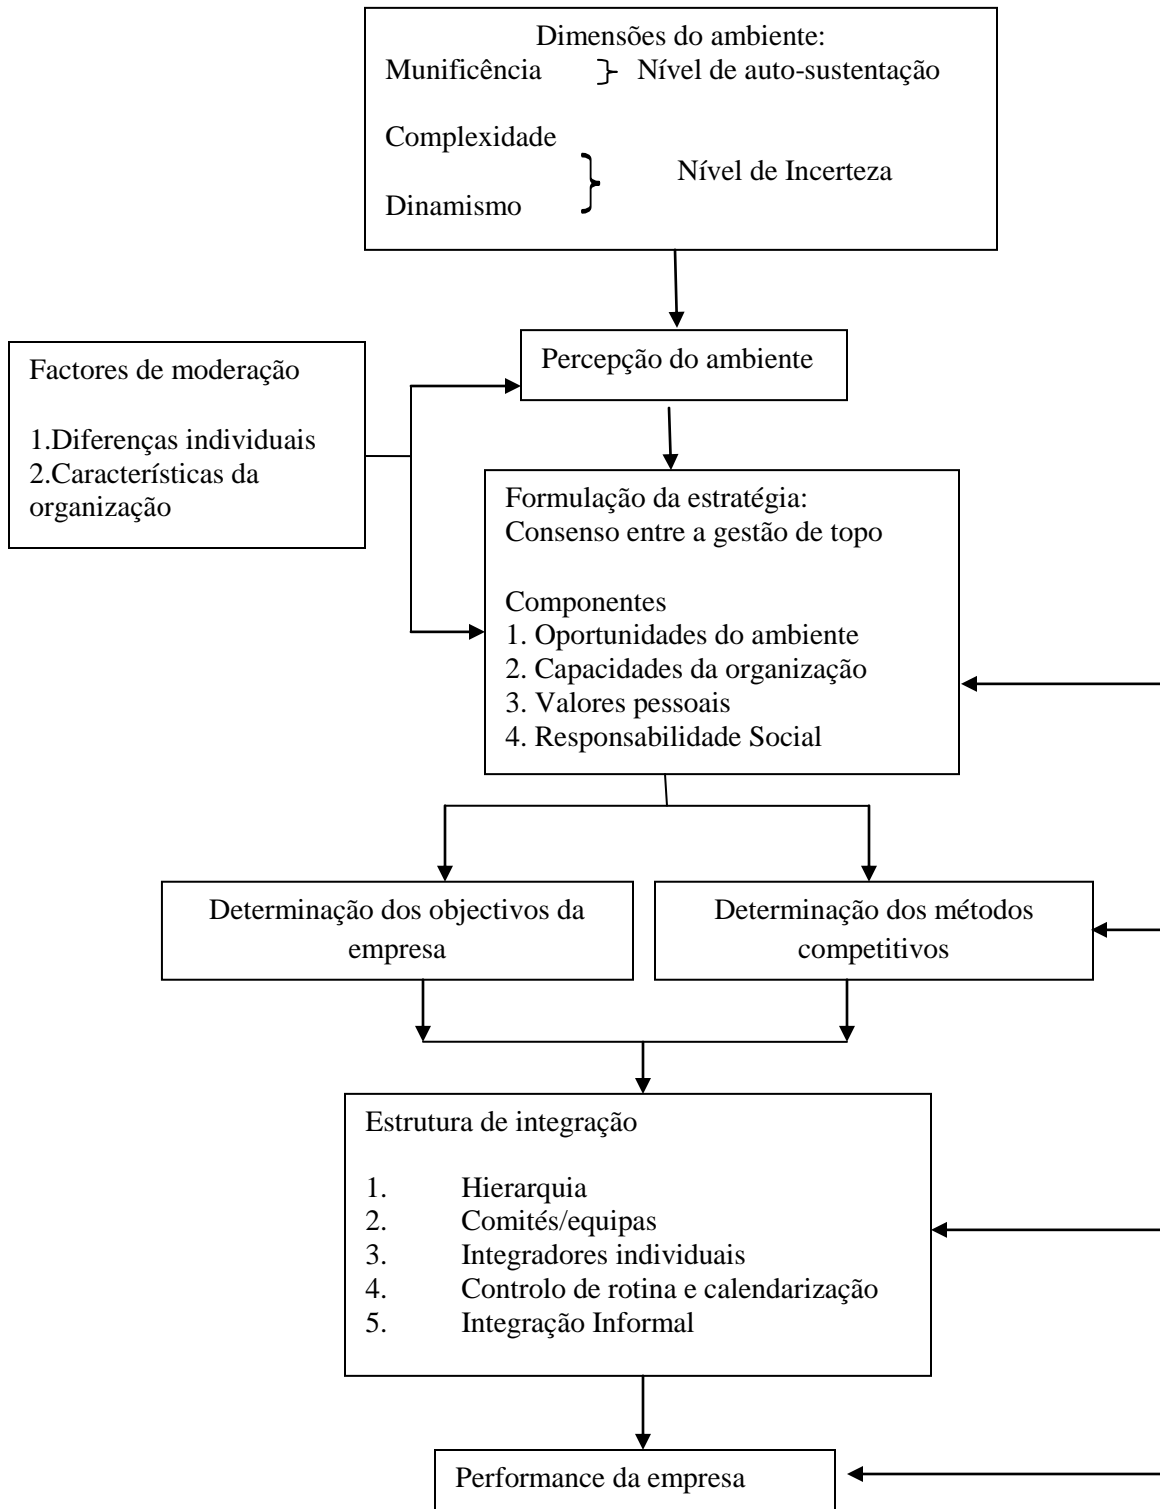 Dimensões do ambiente:
Munificência Nível de auto-sustentação
Complexidade
Nível de Incerteza
Dinamismo
Percepção do ambiente
Factores de moderação
1.Diferenças individuais
2.Características da
organização
Formulação da estratégia:
Consenso entre a gestão de topo
Componentes
1. Oportunidades do ambiente
2. Capacidades da organização
3. Valores pessoais
4. Responsabilidade Social
Determinação dos objectivos da
empresa
Determinação dos métodos
competitivos
Estrutura de integração
1. Hierarquia
2. Comités/equipas
3. Integradores individuais
4. Controlo de rotina e calendarização
5. Integração Informal
Performance da empresa